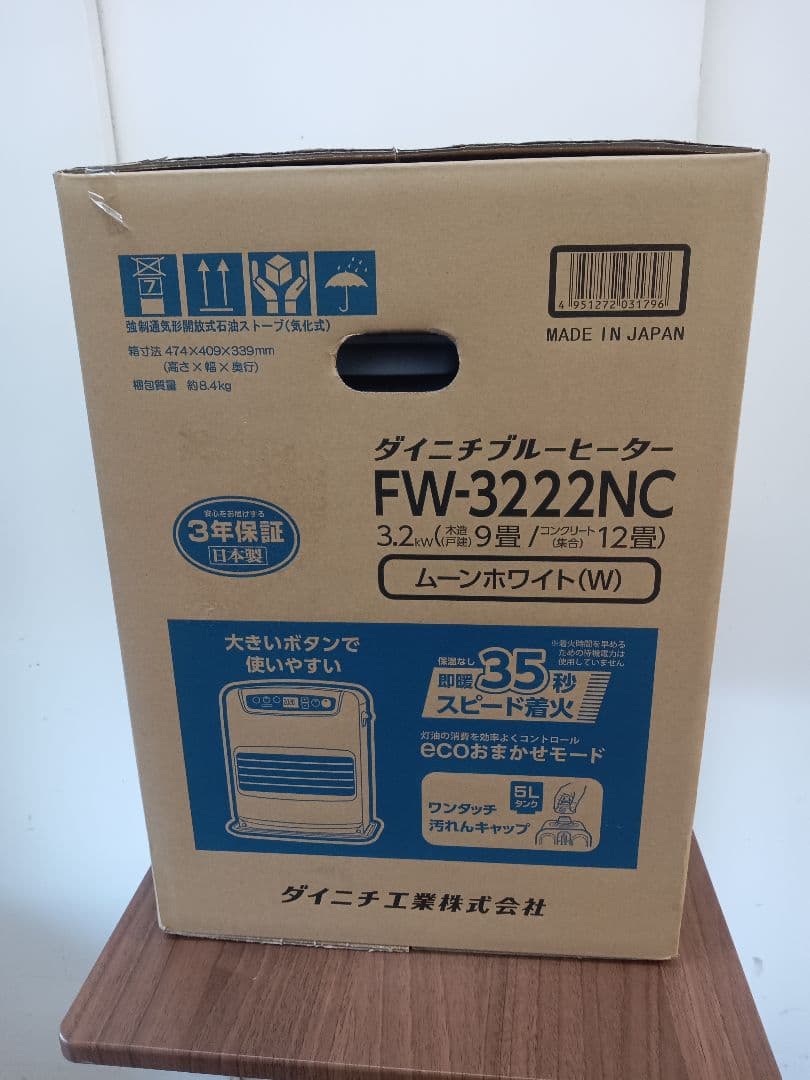 7
強制通気形開放式石油ストーブ(気化式)
箱寸法 474×409×339mm
(高さ×幅×奥行)
梱包質量 約8.4kg
4 951272 031796
MADE IN JAPAN
ダイニチブルーヒーター
FW-3222NC
3.2kW(木造(戸建)9畳/コンクリート(集合)12畳)
ムーンホワイト(W)
安心をお届けする
3年保証
日本製
大きいボタンで
使いやすい
※着火時間を早める
ための待機電力は
使用していません
保温なし
即暖35秒
スピード着火
灯油の消費を効率よくコントロール
ecoおまかせモード
ワンタッチ
汚れんキャップ
5L
タンク
ダイニチ工業株式会社